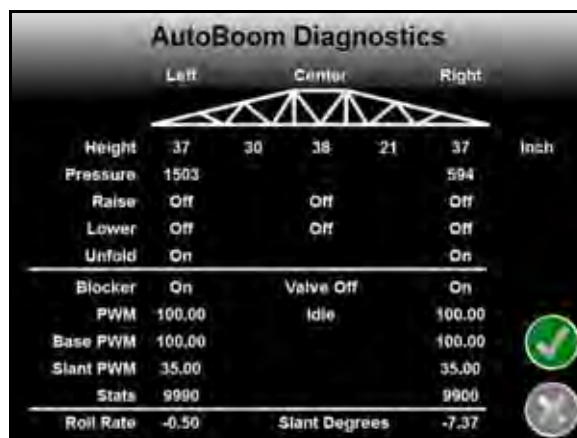 AutoBoom Diagnostics
Left Center Right
Height 37 30 38 21 37 Inch
Pressure 1503 594
Raise Off Off Off
Lower Off Off Off
Unfold On On
Blocker On Valve Off On
PWM 100.00 Idle 100.00
Base PWM 100.00 100.00
Slant PWM 35.00 35.00
Stats 9990 9900
Roll Rate -0.50 Slant Degrees -7.37